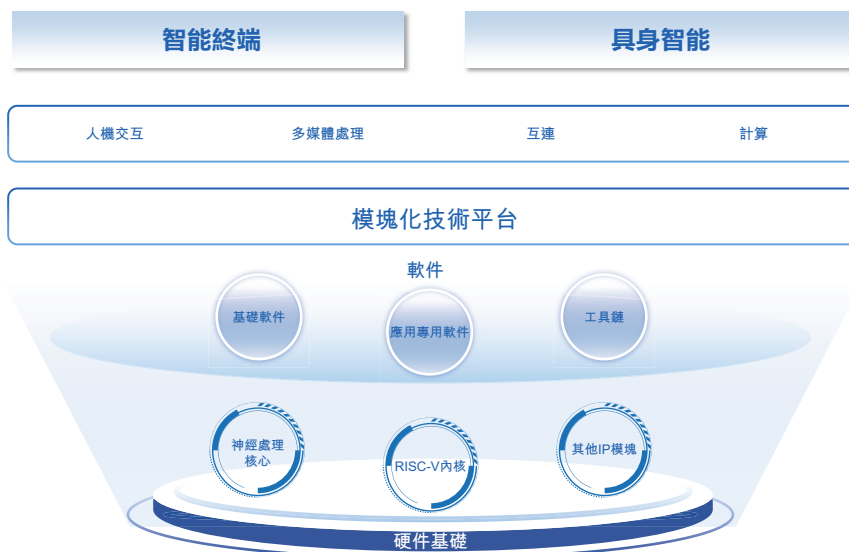 智能終端
具身智能
人機交互
多媒體處理
互連
計算
模塊化技術平台
軟件
基礎軟件
應用專用軟件
工具鏈
神經處理
核心
RISC-V內核
其他IP模塊
硬件基礎